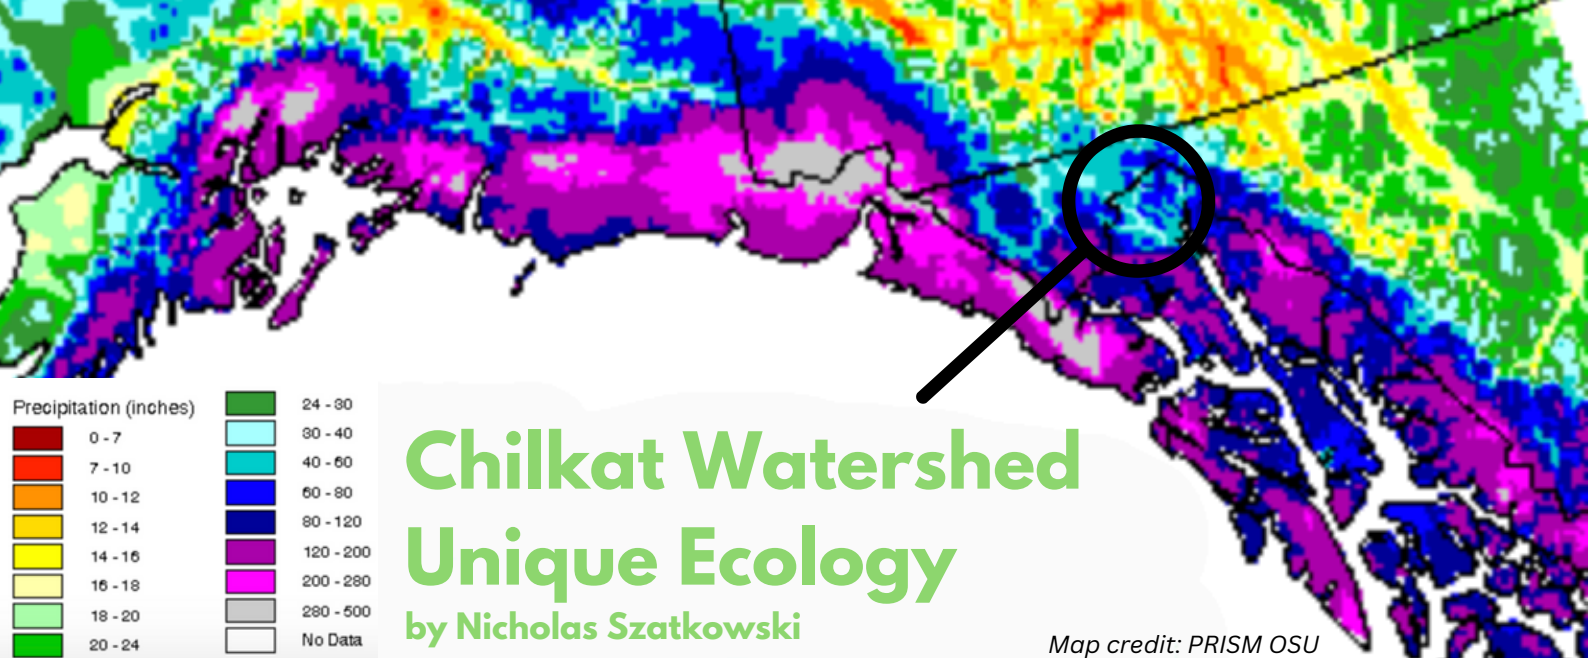 Precipitation (inches)
0 - 7
7 - 10
10 - 12
12 - 14
14 - 16
16 - 18
18 - 20
20 - 24
24 - 30
30 - 40
40 - 60
60 - 80
80 - 120
120 - 200
200 - 280
280 - 500
No Data
Chilkat Watershed
Unique Ecology
by Nicholas Szatkowski
Map credit: PRISM OSU